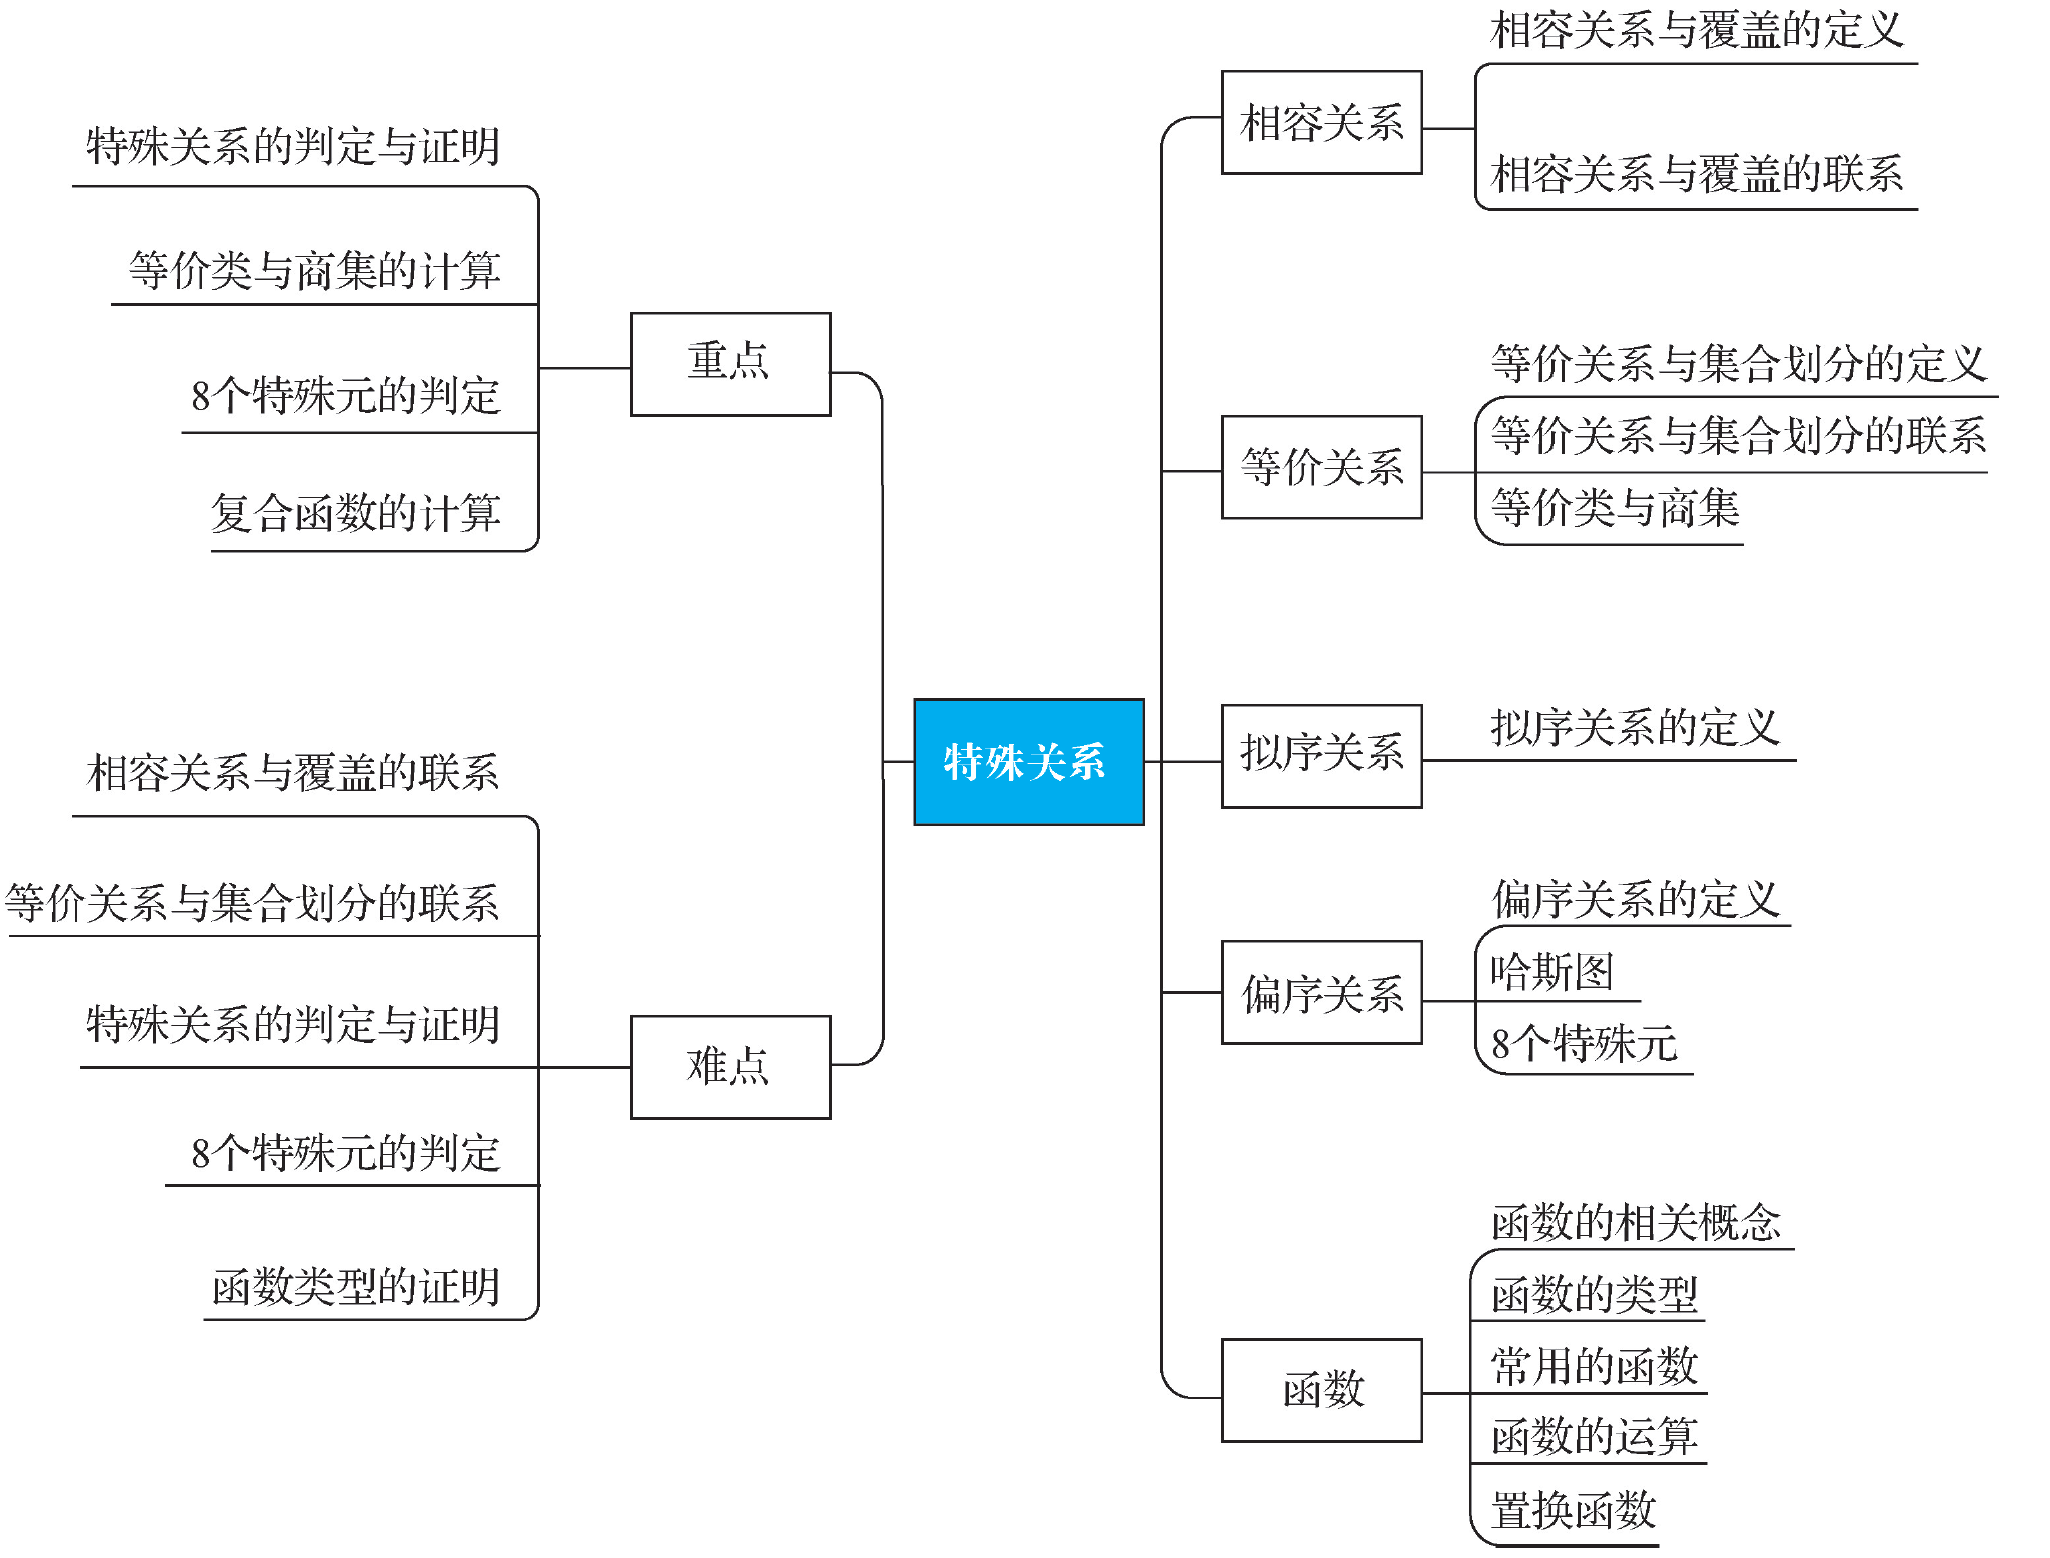 特殊关系
重点
特殊关系的判定与证明
等价类与商集的计算
8个特殊元的判定
复合函数的计算
难点
相容关系与覆盖的联系
等价关系与集合划分的联系
特殊关系的判定与证明
8个特殊元的判定
函数类型的证明
相容关系
相容关系与覆盖的定义
相容关系与覆盖的联系
等价关系
等价关系与集合划分的定义
等价关系与集合划分的联系
等价类与商集
拟序关系
拟序关系的定义
偏序关系
偏序关系的定义
哈斯图
8个特殊元
函数
函数的相关概念
函数的类型
常用的函数
函数的运算
置换函数